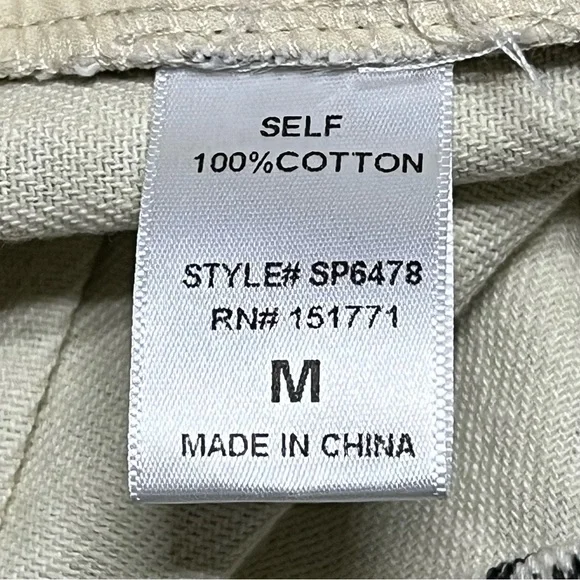 SELF
100%COTTON
STYLE# SP6478
RN# 151771
M
MADE IN CHINA